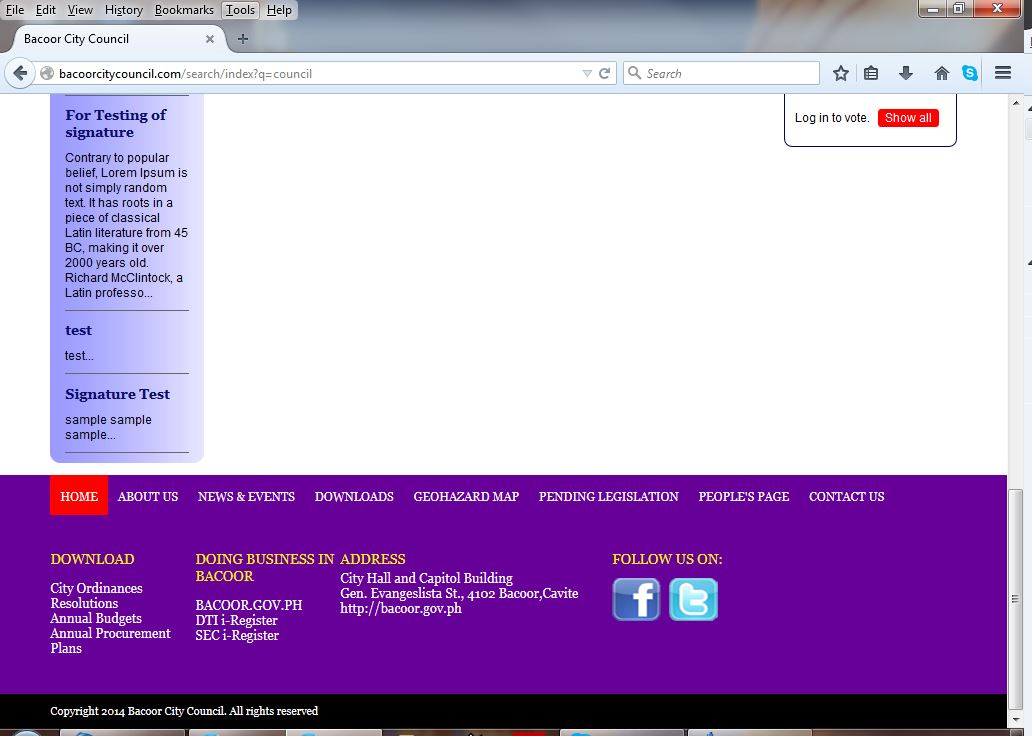 File Edit View History Bookmarks Tools Help
Bacoor City Council
bacoorcitycouncil.com/search/index?q=council
Search
For Testing of
signature
Contrary to popular
belief, Lorem Ipsum is
not simply random
text. It has roots in a
piece of classical
Latin literature from 45
BC, making it over
2000 years old.
Richard McClintock, a
Latin professo...
test
test...
Signature Test
sample sample
sample...
Log in to vote. Show all
HOME ABOUT US NEWS & EVENTS DOWNLOADS GEOHAZARD MAP PENDING LEGISLATION PEOPLE'S PAGE CONTACT US
DOWNLOAD
City Ordinances
Resolutions
Annual Budgets
Annual Procurement
Plans
DOING BUSINESS IN
BACOOR
BACOOR.GOV.PH
DTI i-Register
SEC i-Register
ADDRESS
City Hall and Capitol Building
Gen. Evangeslista St., 4102 Bacoor,Cavite
http://bacoor.gov.ph
FOLLOW US ON:
Copyright 2014 Bacoor City Council. All rights reserved